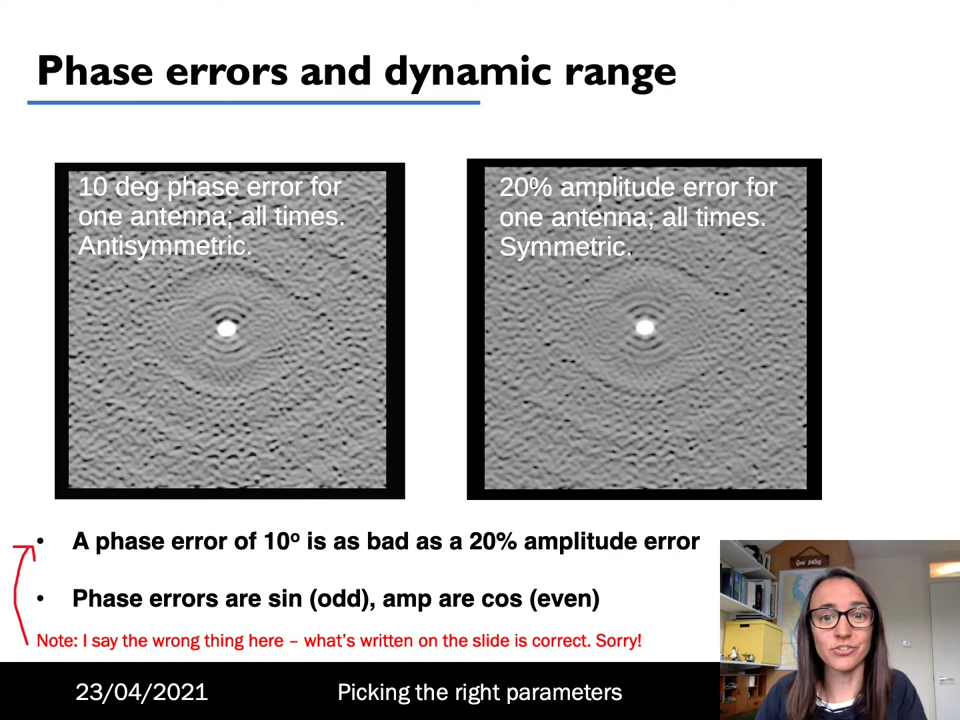 Phase errors and dynamic range
10 deg phase error for
one antenna; all times.
Antisymmetric.
20% amplitude error for
one antenna; all times.
Symmetric.
• A phase error of 10º is as bad as a 20% amplitude error
• Phase errors are sin (odd), amp are cos (even)
Note: I say the wrong thing here – what's written on the slide is correct. Sorry!
23/04/2021
Picking the right parameters